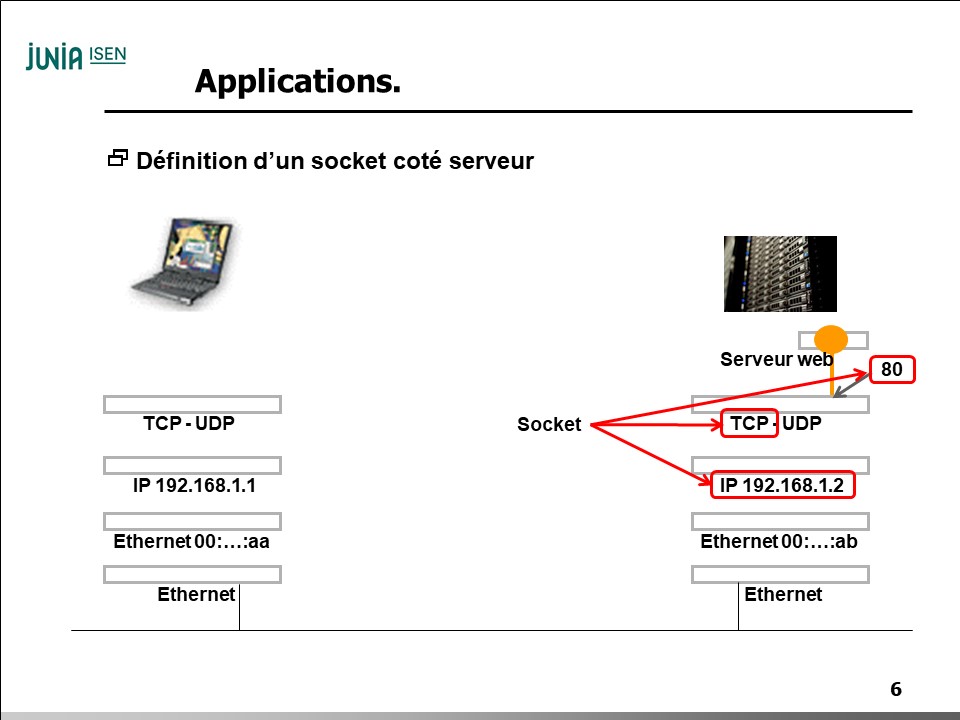 JUNIA ISEN
Applications.
Définition d’un socket coté serveur
Serveur web
80
TCP - UDP
Socket
TCP - UDP
IP 192.168.1.1
IP 192.168.1.2
Ethernet 00:…:aa
Ethernet 00:…:ab
Ethernet
Ethernet
6